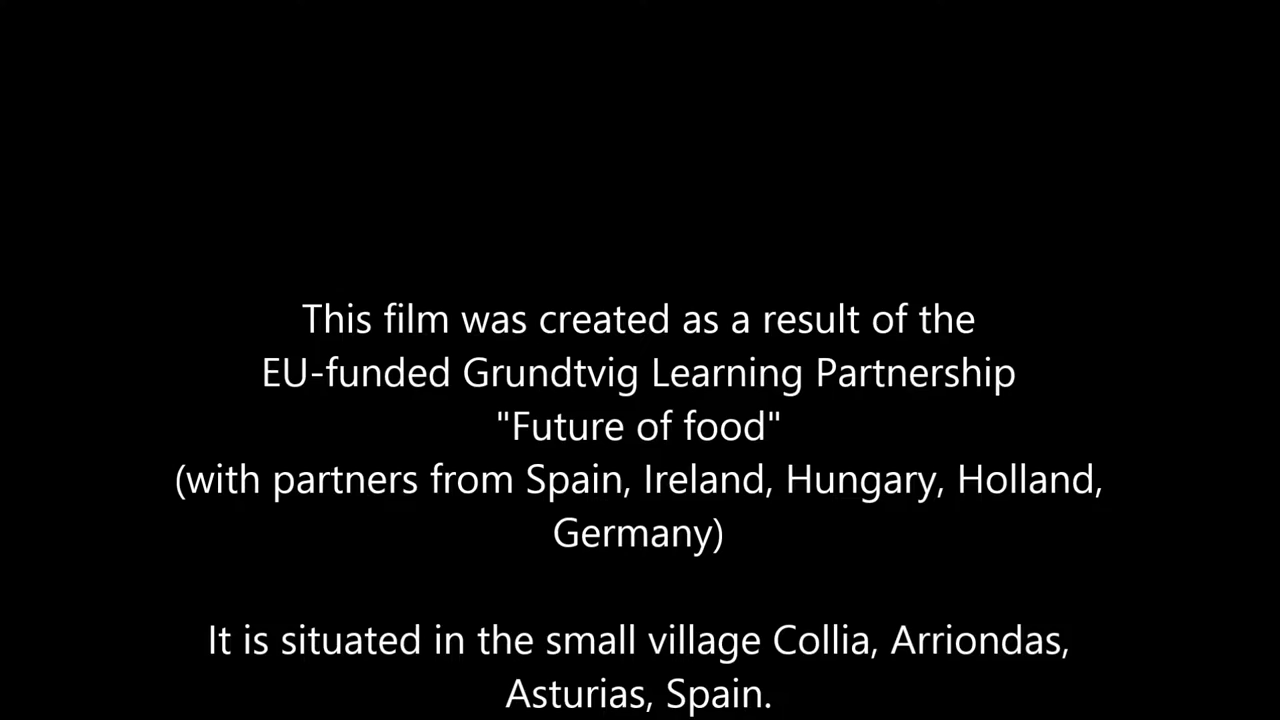 This film was created as a result of the
EU-funded Grundtvig Learning Partnership
"Future of food"
(with partners from Spain, Ireland, Hungary, Holland,
Germany)
It is situated in the small village Collia, Arriondas,
Asturias, Spain.